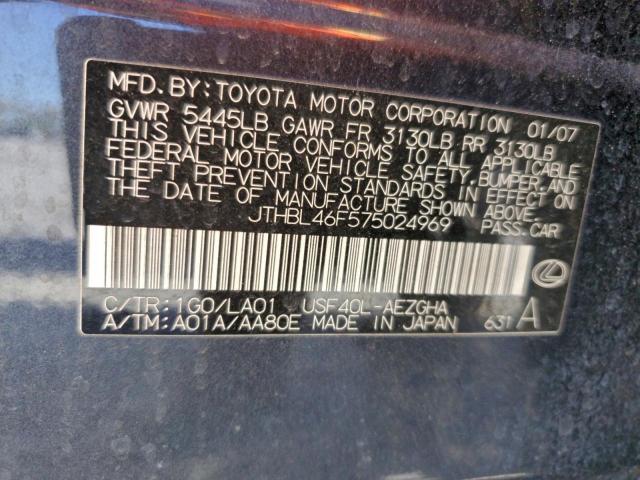 MFD. BY: TOYOTA MOTOR CORPORATION 01/07
GVWR 5445LB GAWR FR 3130LB RR 3130LB
THIS VEHICLE CONFORMS TO ALL APPLICABLE
FEDERAL MOTOR VEHICLE SAFETY, BUMPER, AND
THEFT PREVENTION STANDARDS IN EFFECT ON
THE DATE OF MANUFACTURE SHOWN ABOVE.
JTHBL46F575024969 PASS. CAR
C/TR: 1G0/LA01 USF40L-AEZGHA
A/TM: A01A/AA80E MADE IN JAPAN 631 A